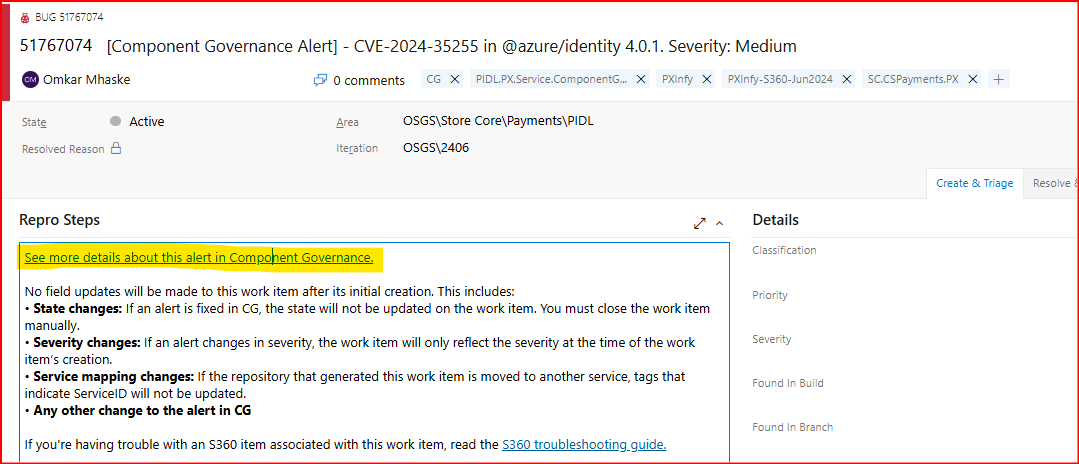 BUG 51767074
51767074 [Component Governance Alert] - CVE-2024-35255 in @azure/identity 4.0.1. Severity: Medium
OM Omkar Mhaske 0 comments CG PIDL.PX.Service.ComponentG... PXInfy PXInfy-S360-Jun2024 SC.CSPayments.PX
State Active Area OSGS\Store Core\Payments\PIDL
Resolved Reason Iteration OSGS\2406
Create & Triage Resolve &
Repro Steps
See more details about this alert in Component Governance.
No field updates will be made to this work item after its initial creation. This includes:
• State changes: If an alert is fixed in CG, the state will not be updated on the work item. You must close the work item
manually.
• Severity changes: If an alert changes in severity, the work item will only reflect the severity at the time of the work
item's creation.
• Service mapping changes: If the repository that generated this work item is moved to another service, tags that
indicate ServiceID will not be updated.
• Any other change to the alert in CG
If you're having trouble with an S360 item associated with this work item, read the S360 troubleshooting guide.
Details
Classification
Priority
Severity
Found In Build
Found In Branch